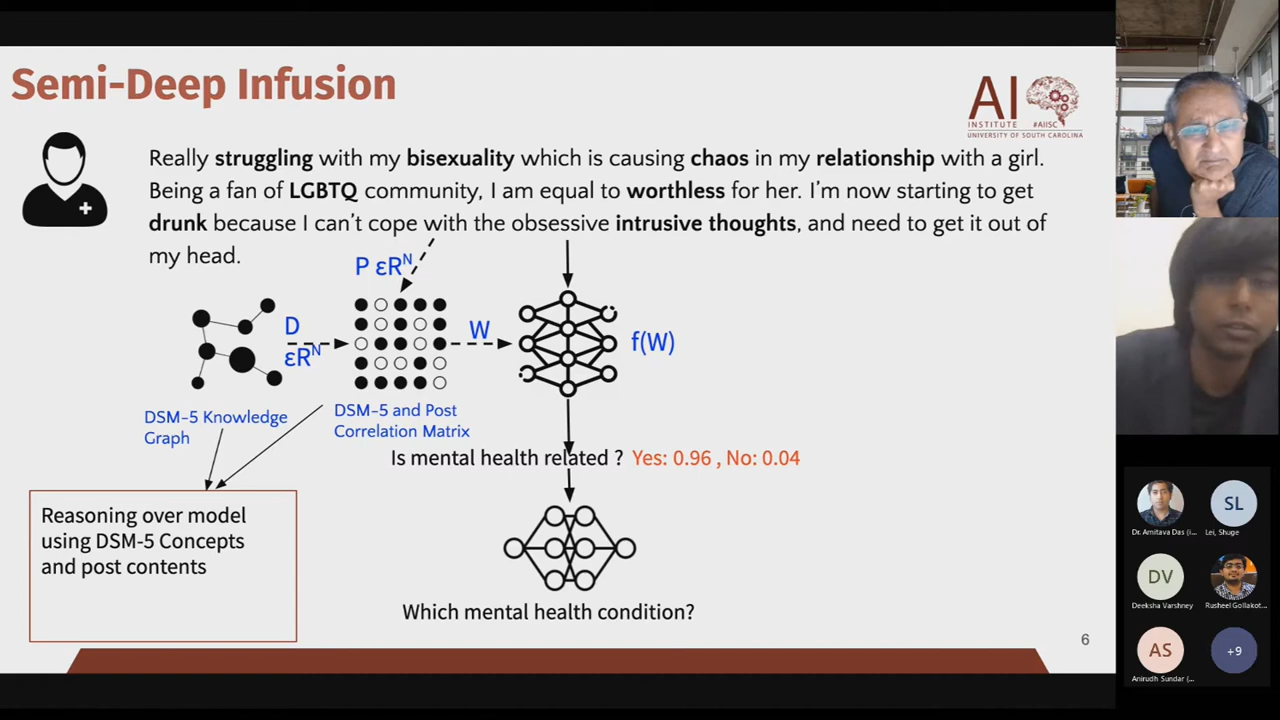 Semi-Deep Infusion
AI
INSTITUTE #AIISC
UNIVERSITY OF SOUTH CAROLINA
Really struggling with my bisexuality which is causing chaos in my relationship with a girl.
Being a fan of LGBTQ community, I am equal to worthless for her. I'm now starting to get
drunk because I can't cope with the obsessive intrusive thoughts, and need to get it out of
my head.
P εRᴺ
D
εRᴺ
W
f(W)
DSM-5 Knowledge
Graph
DSM-5 and Post
Correlation Matrix
Is mental health related ? Yes: 0.96 , No: 0.04
Reasoning over model
using DSM-5 Concepts
and post contents
Which mental health condition?
6
Dr. Amitava Das (i...
SL
Lei, Shuge
DV
Deeksha Varshney
Rusheel Gollakot...
AS
Anirudh Sundar (...
+9